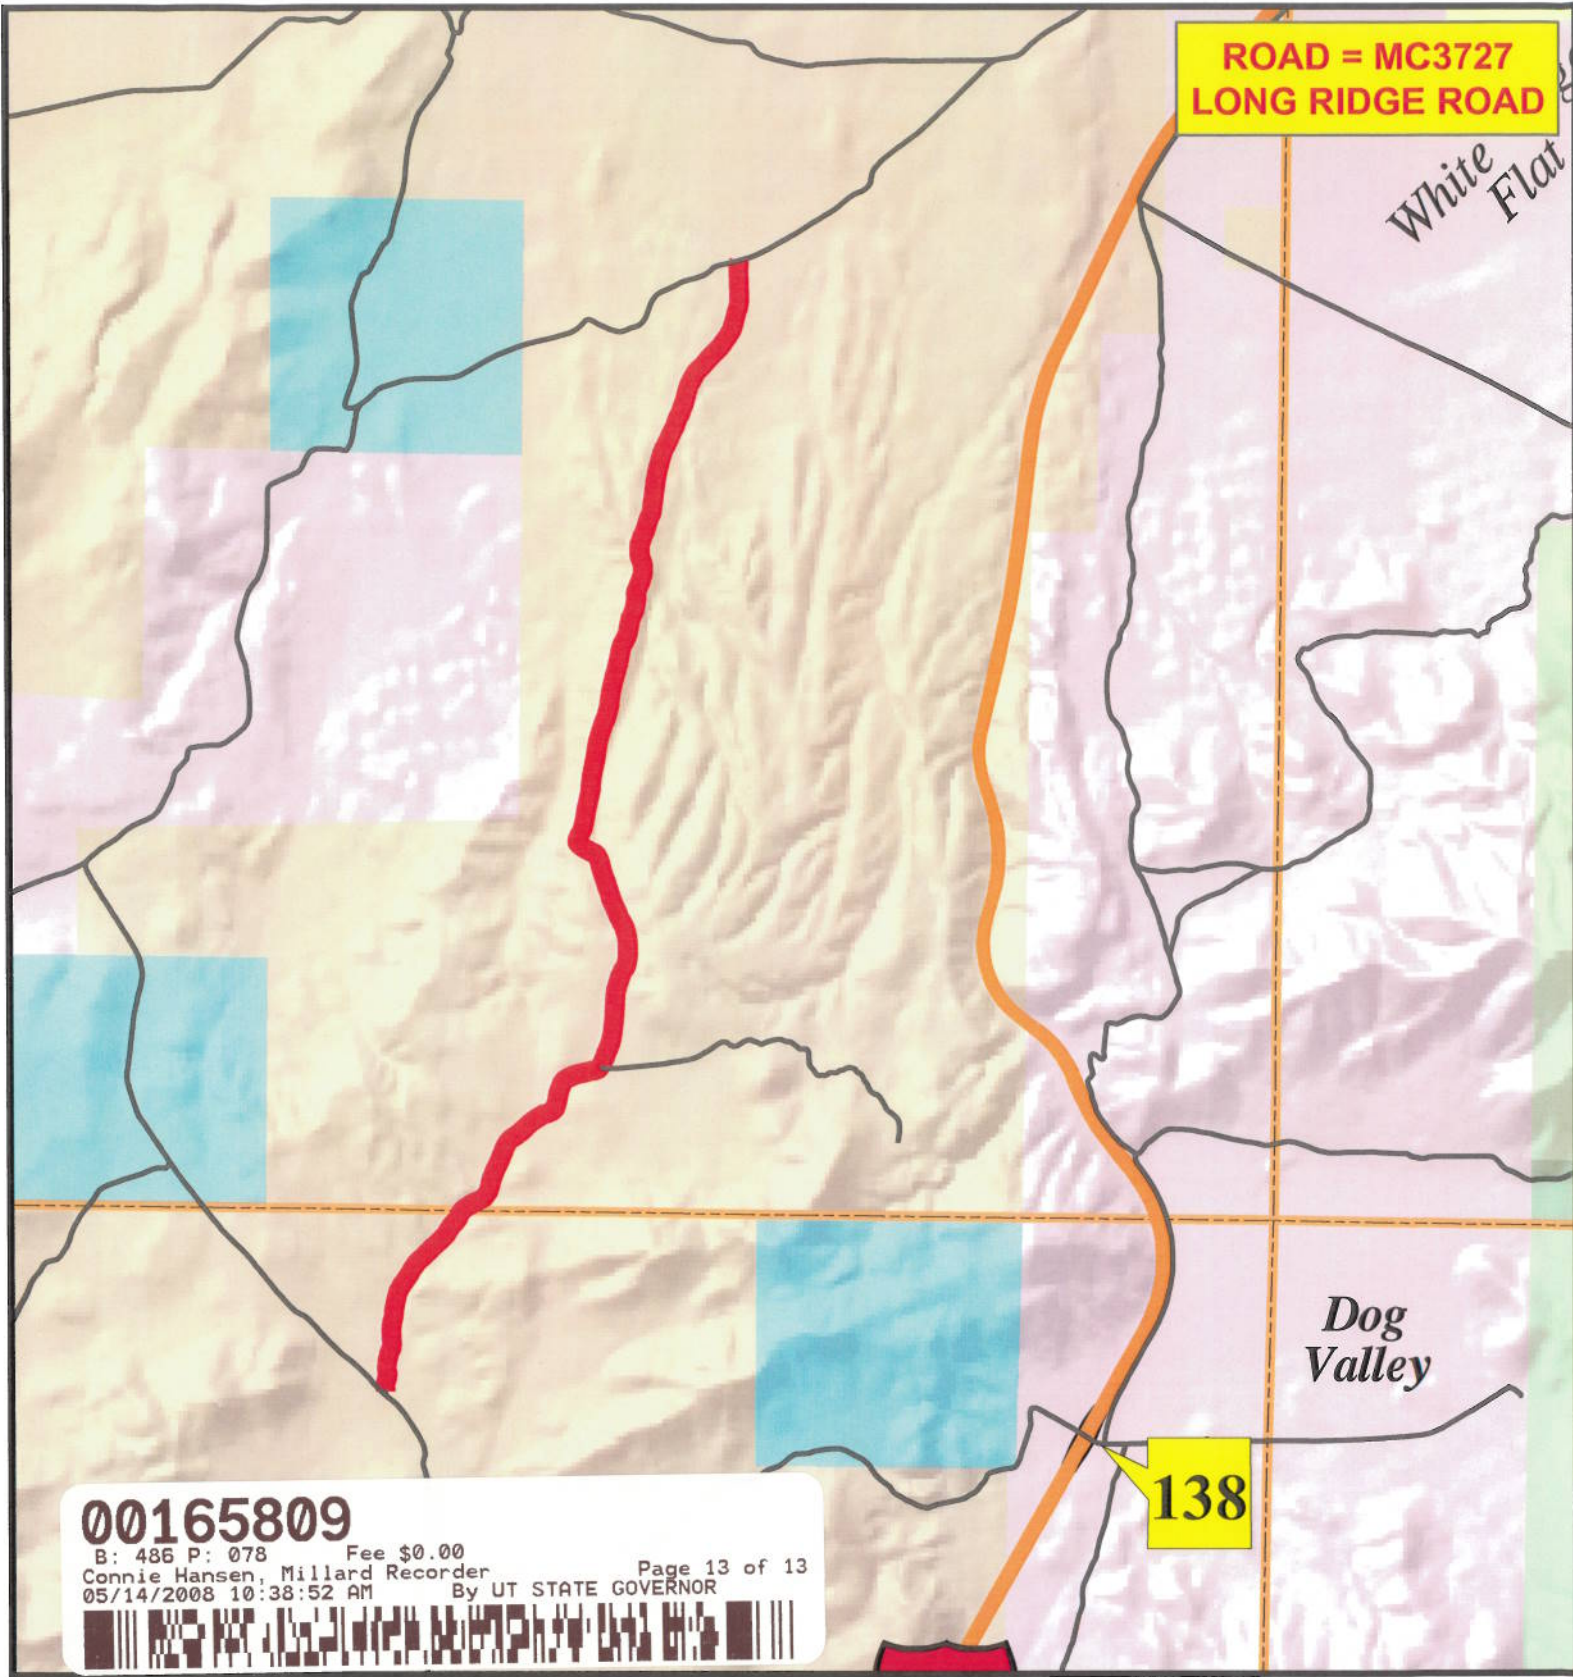 ROAD = MC3727
LONG RIDGE ROAD
White
Flat
Dog
Valley
138
00165809
B: 486 P: 078 Fee $0.00
Connie Hansen, Millard Recorder Page 13 of 13
05/14/2008 10:38:52 AM By UT STATE GOVERNOR